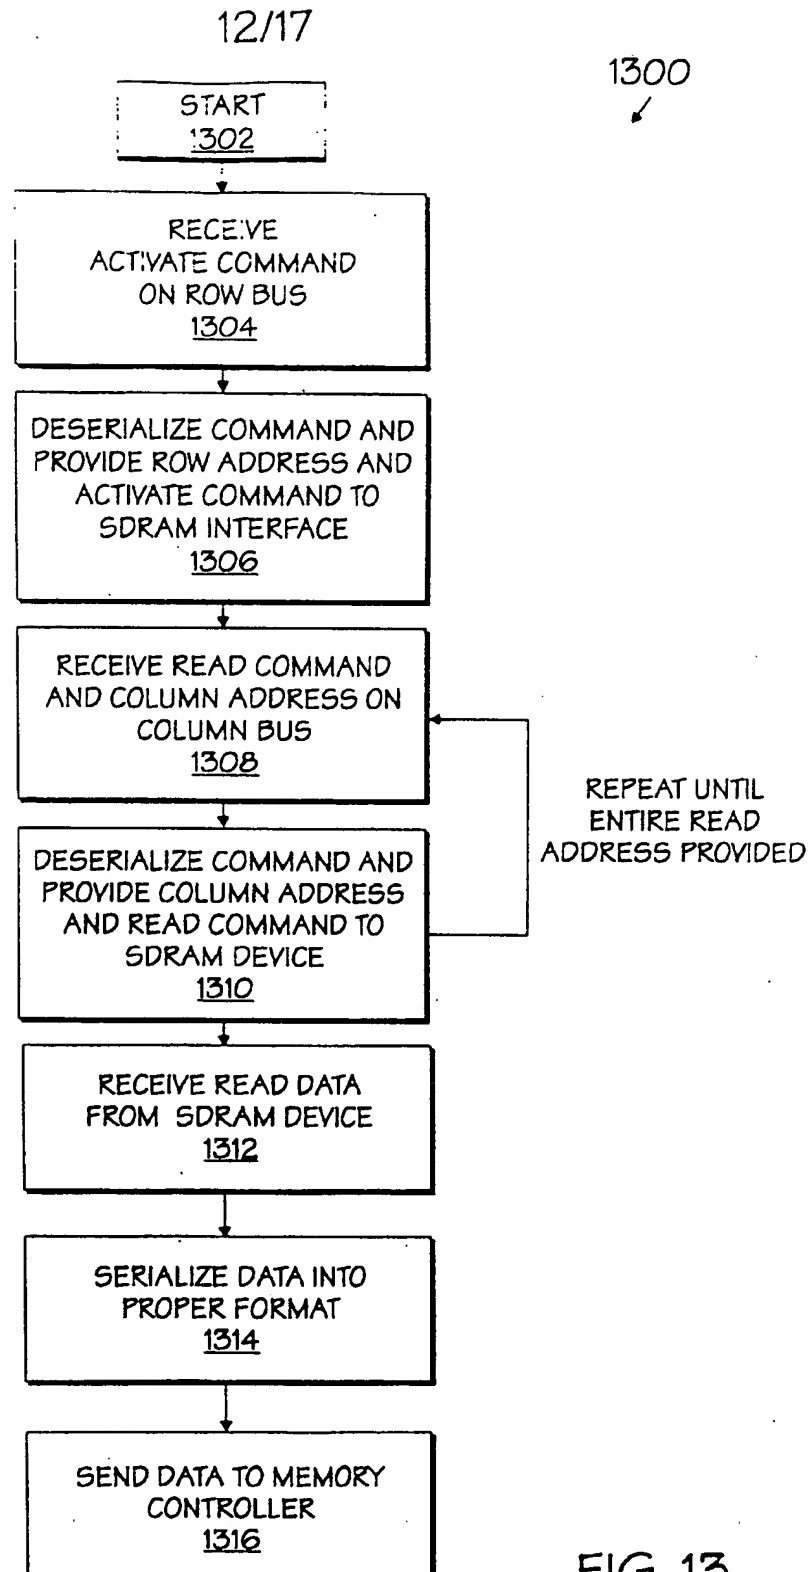 12/17
1300
START
1302
RECEIVE
ACTIVATE COMMAND
ON ROW BUS
1304
DESERIALIZE COMMAND AND
PROVIDE ROW ADDRESS AND
ACTIVATE COMMAND TO
SDRAM INTERFACE
1306
RECEIVE READ COMMAND
AND COLUMN ADDRESS ON
COLUMN BUS
1308
REPEAT UNTIL
ENTIRE READ
ADDRESS PROVIDED
DESERIALIZE COMMAND AND
PROVIDE COLUMN ADDRESS
AND READ COMMAND TO
SDRAM DEVICE
1310
RECEIVE READ DATA
FROM SDRAM DEVICE
1312
SERIALIZE DATA INTO
PROPER FORMAT
1314
SEND DATA TO MEMORY
CONTROLLER
1316
FIG. 13